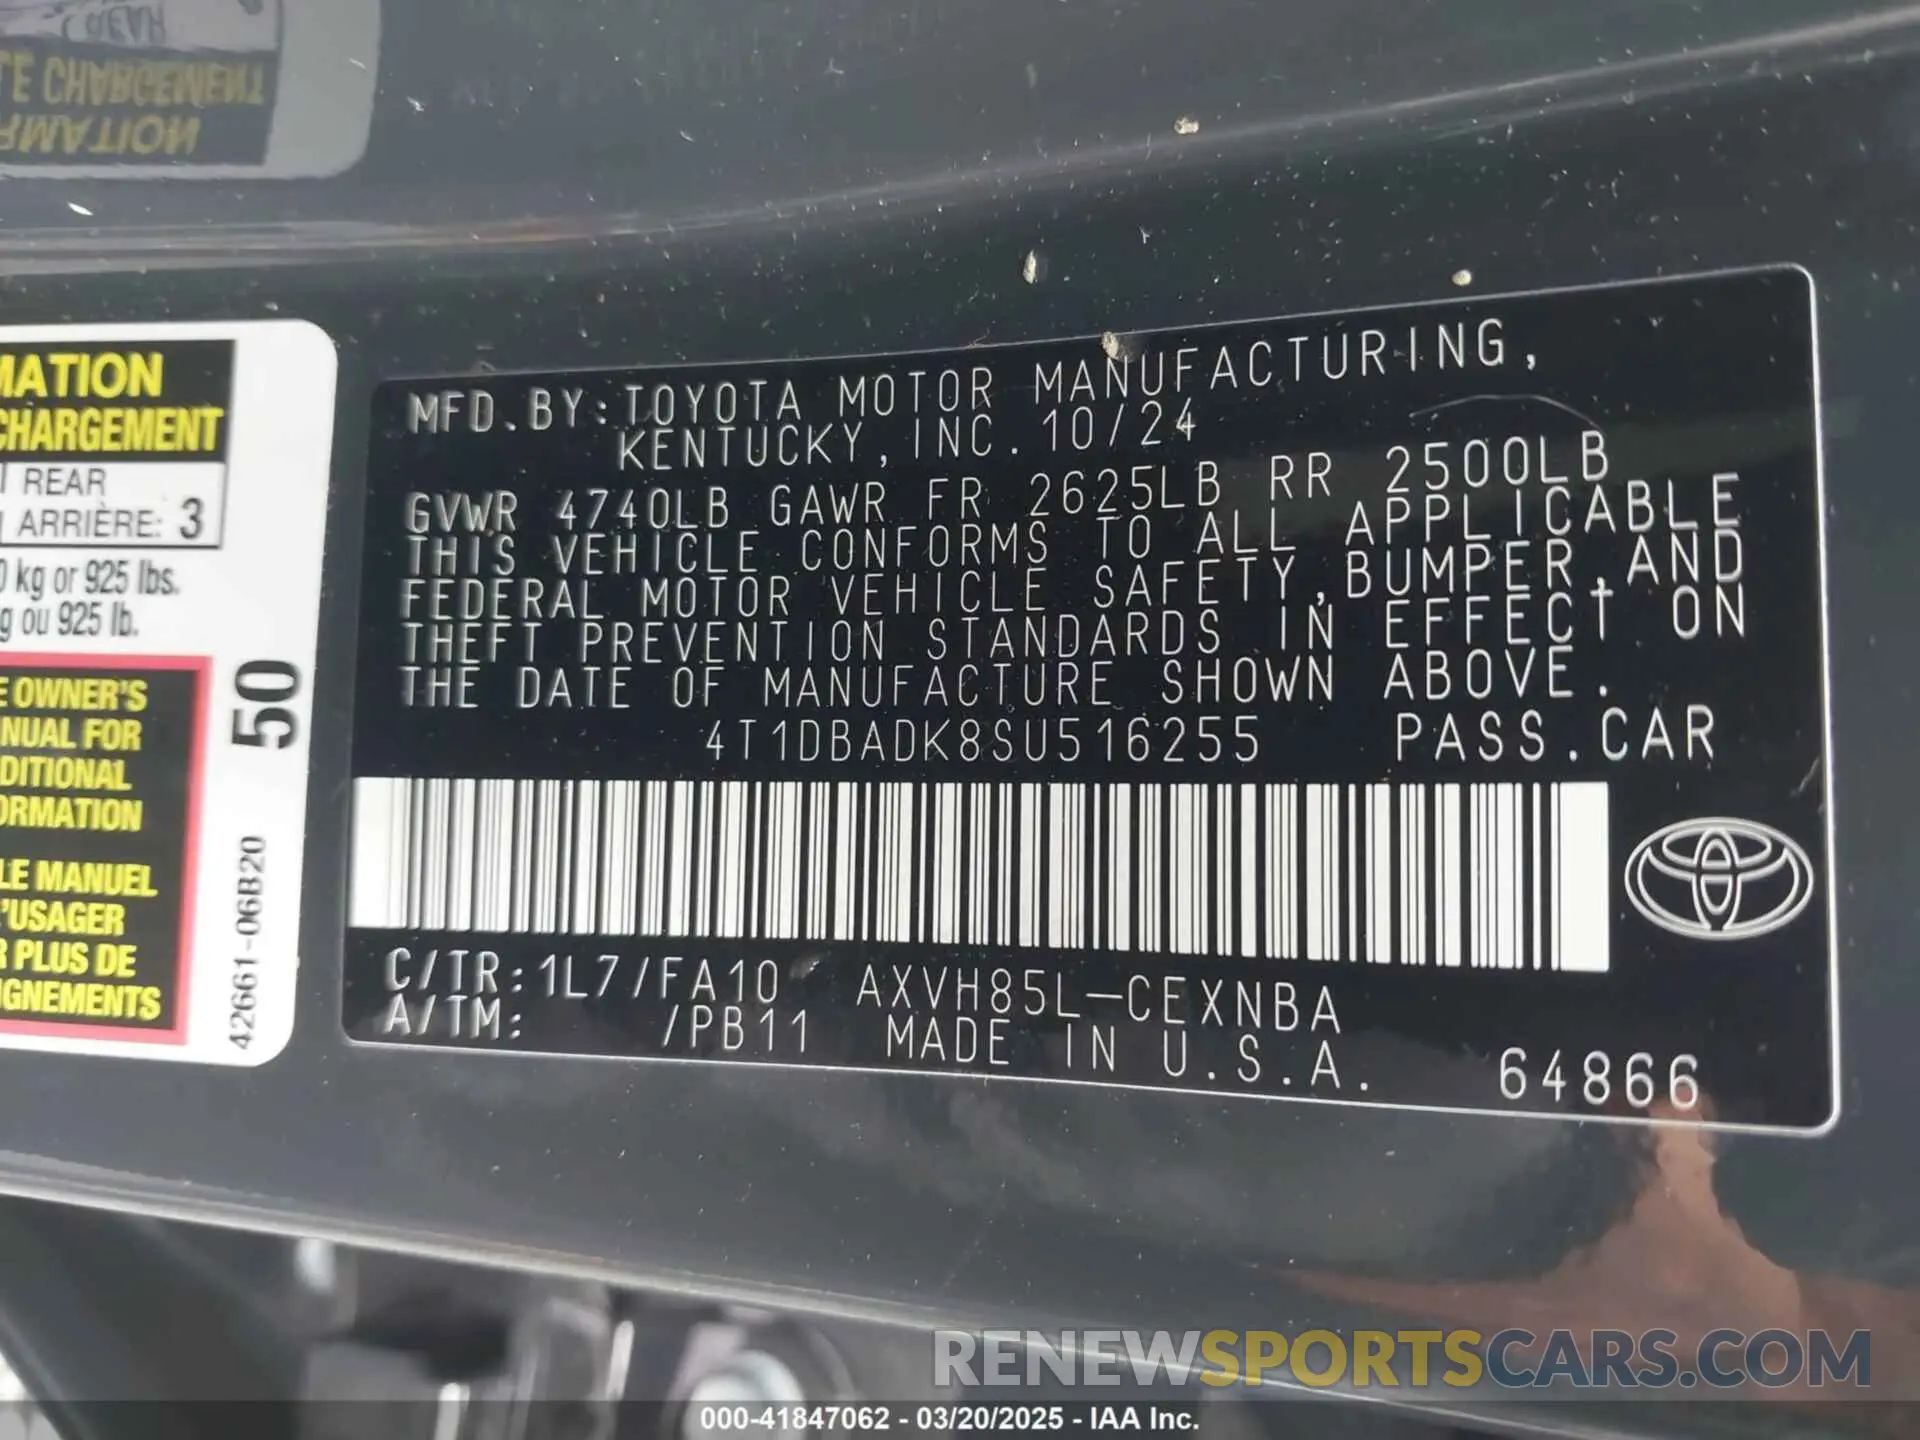 LE CHARGEMENT
RMATION
MATION
CHARGEMENT
REAR
ARRIÈRE: 3
0 kg or 925 lbs.
g ou 925 lb.
E OWNER'S
NUAL FOR
DITIONAL
ORMATION
LE MANUEL
'USAGER
R PLUS DE
IGNEMENTS
50
42661-06B20
MFD. BY: TOYOTA MOTOR MANUFACTURING,
KENTUCKY, INC. 10/24
GVWR 4740LB GAWR FR 2625LB RR 2500LB
THIS VEHICLE CONFORMS TO ALL APPLICABLE
FEDERAL MOTOR VEHICLE SAFETY, BUMPER, AND
THEFT PREVENTION STANDARDS IN EFFECT ON
THE DATE OF MANUFACTURE SHOWN ABOVE.
4T1DBADK8SU516255 PASS. CAR
C/TR: 1L7/FA10 AXVH85L-CEXNBA
A/TM: /PB11 MADE IN U.S.A. 64866
RENEWSPORTSCARS.COM
000-41847062 - 03/20/2025 - IAA Inc.